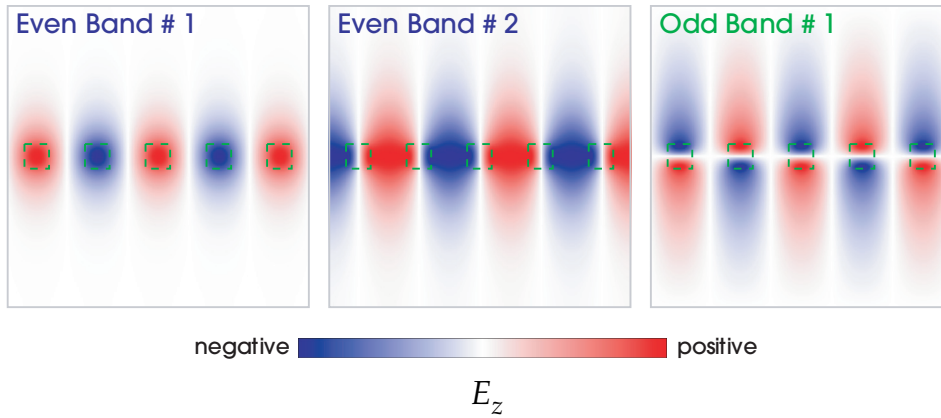 Even Band # 1
Even Band # 2
Odd Band # 1
negative
positive
E_z